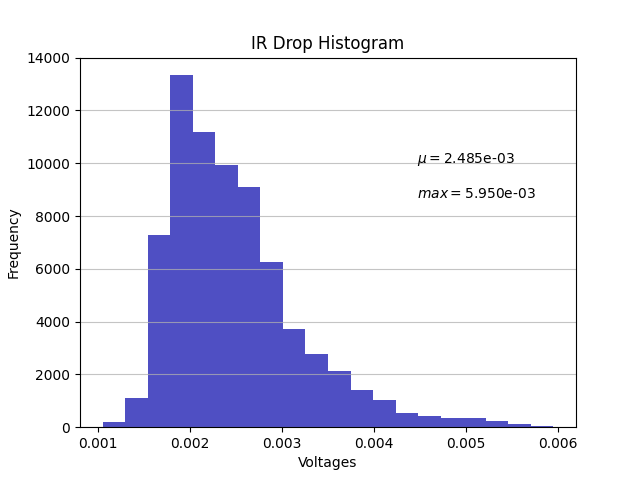 IR Drop Histogram
14000
12000
10000
8000
6000
4000
2000
0
Frequency
μ = 2.485e-03
max = 5.950e-03
0.001 0.002 0.003 0.004 0.005 0.006
Voltages